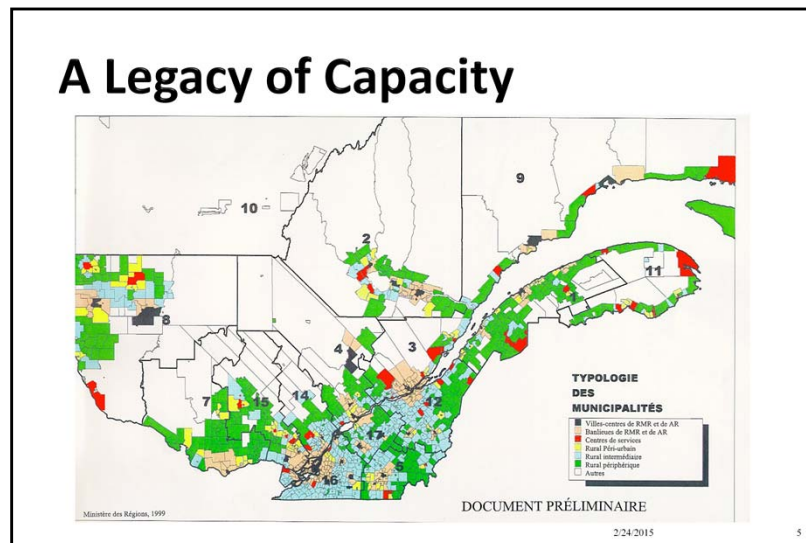 A Legacy of Capacity
9
10
2
11
1
8
3
4
7
15
14
12
17
5
16
TYPOLOGIE
DES
MUNICIPALITÉS
Villes-centres de RMR et de AR
Banlieues de RMR et de AR
Centres de services
Rural Péri-urbain
Rural intermédiaire
Rural périphérique
Autres
DOCUMENT PRÉLIMINAIRE
Ministère des Régions, 1999
2/24/2015
5